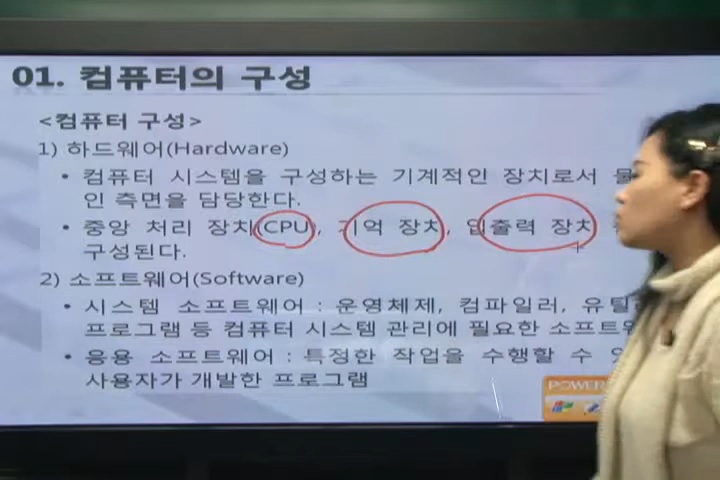 01. 컴퓨터의 구성
<컴퓨터 구성>
1) 하드웨어(Hardware)
• 컴퓨터 시스템을 구성하는 기계적인 장치로서
인 측면을 담당한다.
• 중앙 처리 장치(CPU), 기억 장치, 입출력 장치
구성된다.
2) 소프트웨어(Software)
• 시스템 소프트웨어 : 운영체제, 컴파일러,
프로그램 등 컴퓨터 시스템 관리에 필요한
• 응용 소프트웨어 : 특정한 작업을 수행할 수
사용자가 개발한 프로그램
POWER